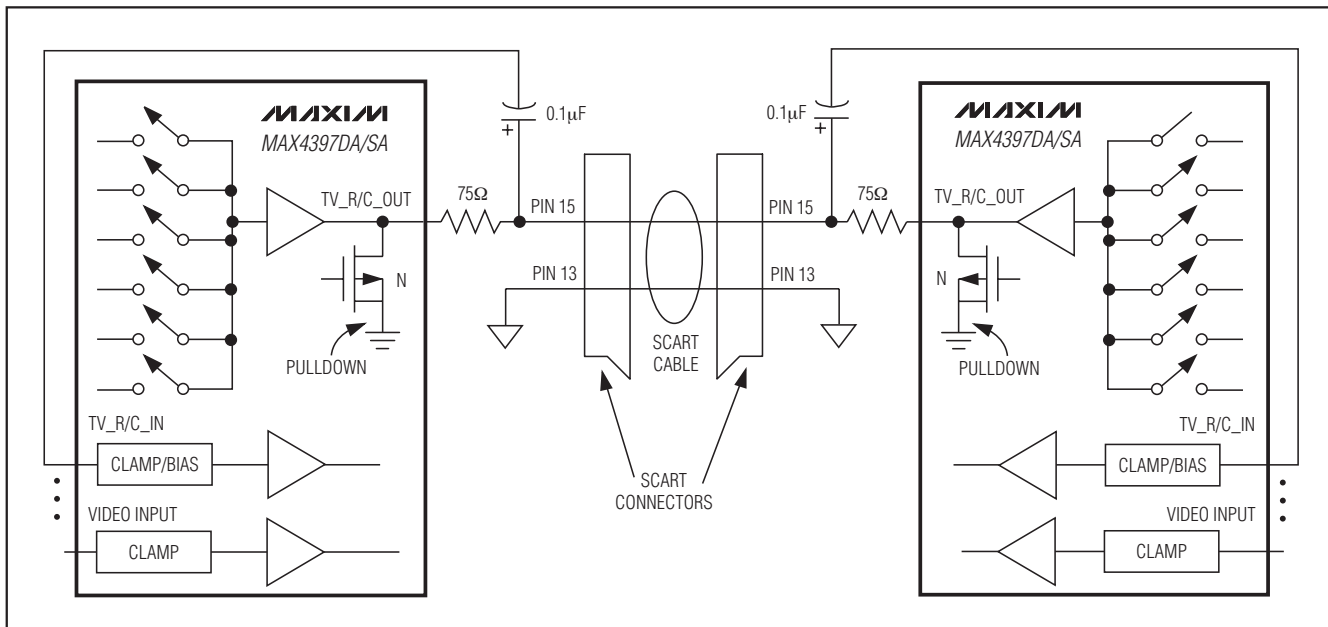 MAXIM
MAX4397DA/SA
TV_R/C_OUT
N
PULLDOWN
TV_R/C_IN
CLAMP/BIAS
VIDEO INPUT
CLAMP
75Ω
0.1μF
+
PIN 15
PIN 13
SCART
CABLE
SCART
CONNECTORS
0.1μF
+
PIN 15
PIN 13
75Ω
MAXIM
MAX4397DA/SA
TV_R/C_OUT
N
PULLDOWN
TV_R/C_IN
CLAMP/BIAS
VIDEO INPUT
CLAMP